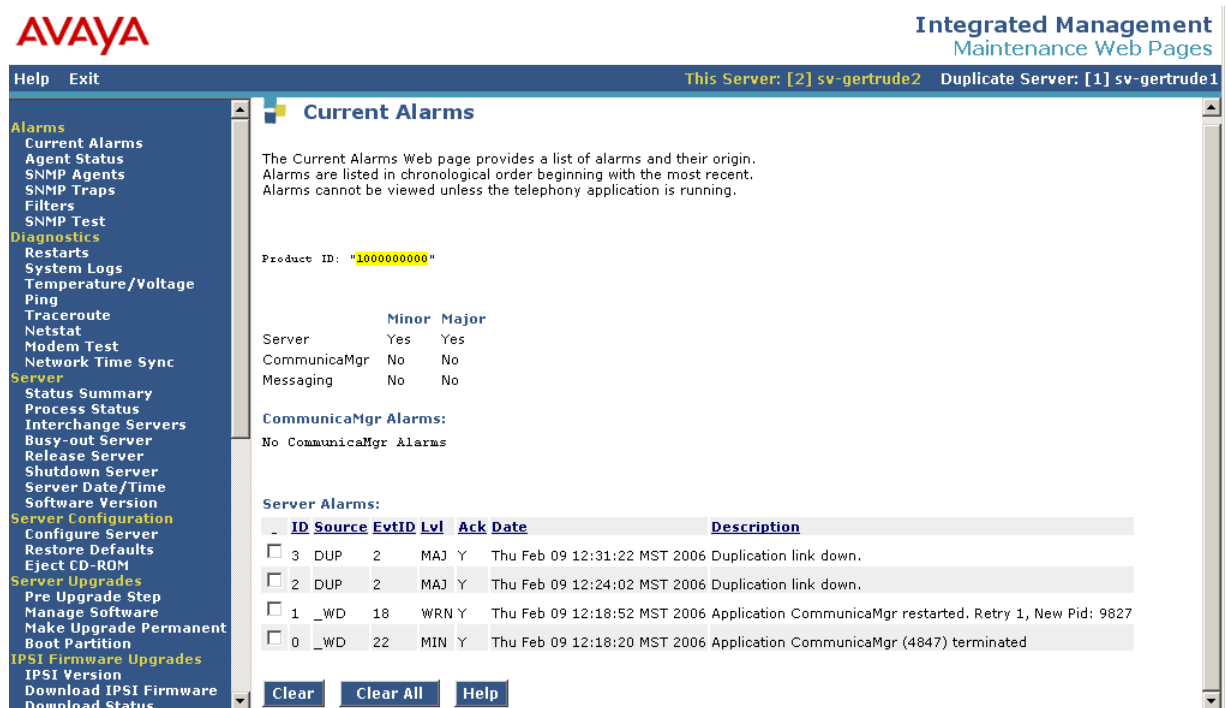 AVAYA
Integrated Management
Maintenance Web Pages
Help Exit
This Server: [2] sv-gertrude2 Duplicate Server: [1] sv-gertrude1
Alarms
Current Alarms
Agent Status
SNMP Agents
SNMP Traps
Filters
SNMP Test
Diagnostics
Restarts
System Logs
Temperature/Voltage
Ping
Traceroute
Netstat
Modem Test
Network Time Sync
Server
Status Summary
Process Status
Interchange Servers
Busy-out Server
Release Server
Shutdown Server
Server Date/Time
Software Version
Server Configuration
Configure Server
Restore Defaults
Eject CD-ROM
Server Upgrades
Pre Upgrade Step
Manage Software
Make Upgrade Permanent
Boot Partition
IPSI Firmware Upgrades
IPSI Version
Download IPSI Firmware
Download Status
Current Alarms
The Current Alarms Web page provides a list of alarms and their origin.
Alarms are listed in chronological order beginning with the most recent.
Alarms cannot be viewed unless the telephony application is running.
Product ID: "1000000000"
Minor Major
Server Yes Yes
CommunicaMgr No No
Messaging No No
CommunicaMgr Alarms:
No CommunicaMgr Alarms
Server Alarms:
_ ID Source EvtID Lvl Ack Date Description
3 DUP 2 MAJ Y Thu Feb 09 12:31:22 MST 2006 Duplication link down.
2 DUP 2 MAJ Y Thu Feb 09 12:24:02 MST 2006 Duplication link down.
1 _WD 18 WRN Y Thu Feb 09 12:18:52 MST 2006 Application CommunicaMgr restarted. Retry 1, New Pid: 9827
0 _WD 22 MIN Y Thu Feb 09 12:18:20 MST 2006 Application CommunicaMgr (4847) terminated
Clear Clear All Help